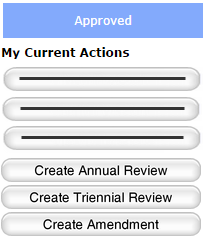 Approved
My Current Actions
Create Annual Review
Create Triennial Review
Create Amendment